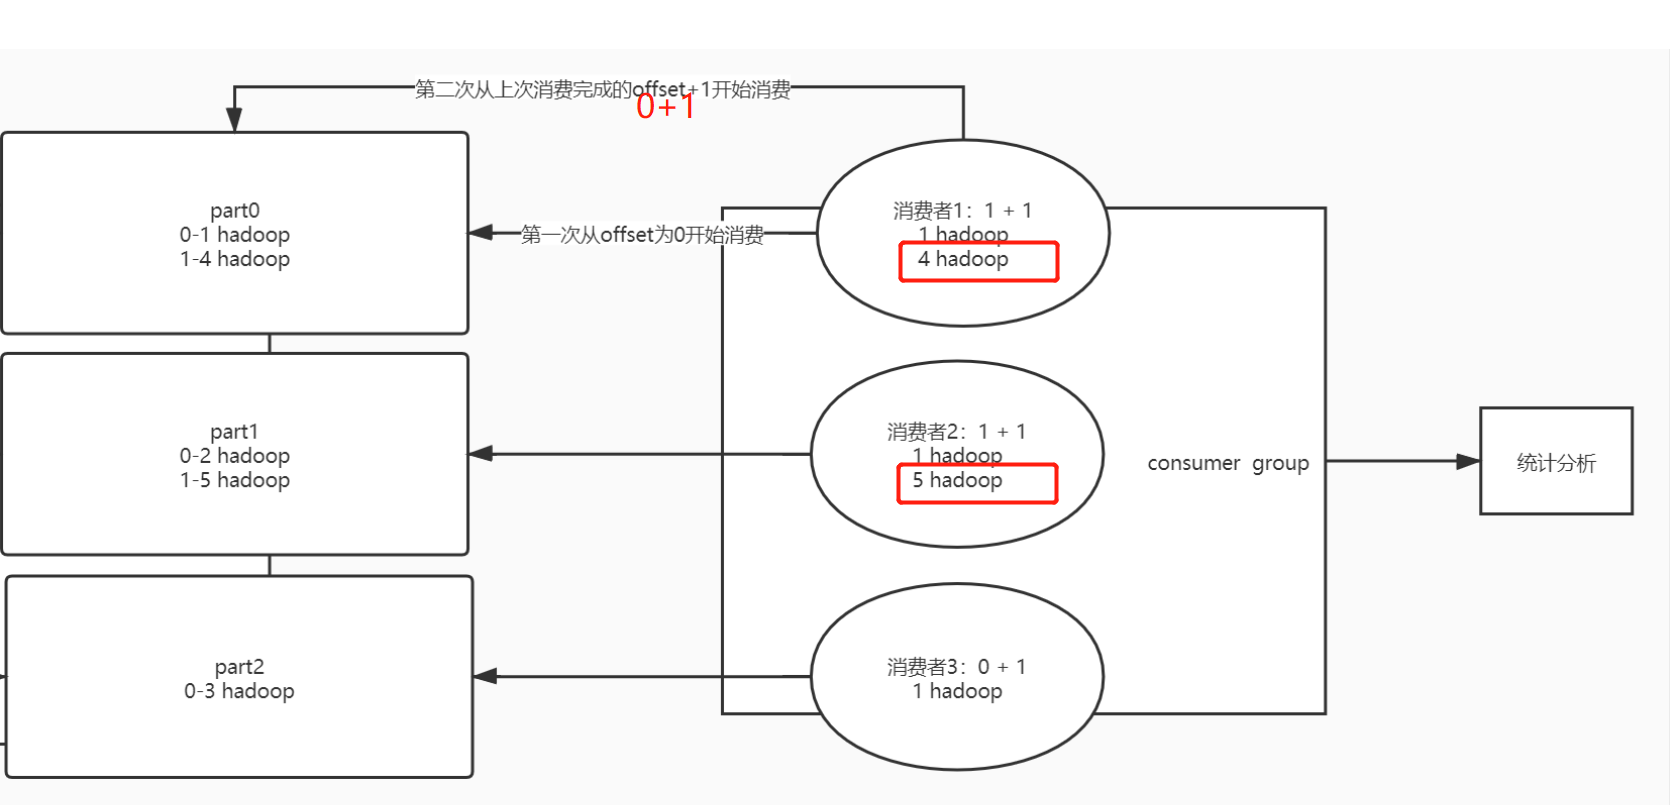 第二次从上次消费完成的offset+1开始消费
0+1
part0
0-1 hadoop
1-4 hadoop
第一次从offset为0开始消费
消费者1：1 + 1
1 hadoop
4 hadoop
part1
0-2 hadoop
1-5 hadoop
消费者2：1 + 1
1 hadoop
5 hadoop
consumer group
统计分析
part2
0-3 hadoop
消费者3：0 + 1
1 hadoop